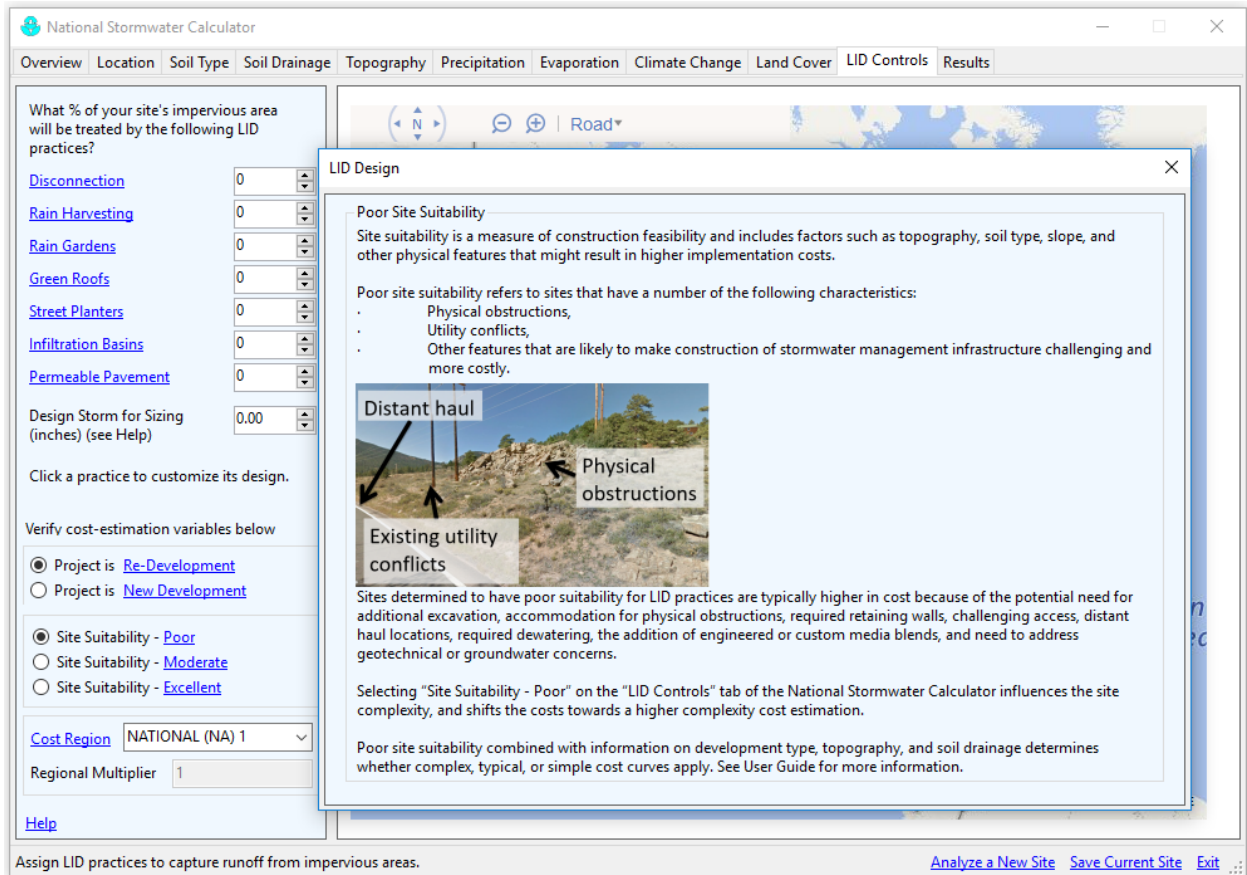 National Stormwater Calculator
Overview Location Soil Type Soil Drainage Topography Precipitation Evaporation Climate Change Land Cover LID Controls Results
What % of your site's impervious area
will be treated by the following LID
practices?
Disconnection 0
Rain Harvesting 0
Rain Gardens 0
Green Roofs 0
Street Planters 0
Infiltration Basins 0
Permeable Pavement 0
Design Storm for Sizing
(inches) (see Help) 0.00
Click a practice to customize its design.
Verify cost-estimation variables below
Project is Re-Development
Project is New Development
Site Suitability - Poor
Site Suitability - Moderate
Site Suitability - Excellent
Cost Region NATIONAL (NA) 1
Regional Multiplier 1
Help
N Road
LID Design
Poor Site Suitability
Site suitability is a measure of construction feasibility and includes factors such as topography, soil type, slope, and
other physical features that might result in higher implementation costs.
Poor site suitability refers to sites that have a number of the following characteristics:
· Physical obstructions,
· Utility conflicts,
· Other features that are likely to make construction of stormwater management infrastructure challenging and
more costly.
Distant haul
Physical
obstructions
Existing utility
conflicts
Sites determined to have poor suitability for LID practices are typically higher in cost because of the potential need for
additional excavation, accommodation for physical obstructions, required retaining walls, challenging access, distant
haul locations, required dewatering, the addition of engineered or custom media blends, and need to address
geotechnical or groundwater concerns.
Selecting “Site Suitability - Poor” on the “LID Controls” tab of the National Stormwater Calculator influences the site
complexity, and shifts the costs towards a higher complexity cost estimation.
Poor site suitability combined with information on development type, topography, and soil drainage determines
whether complex, typical, or simple cost curves apply. See User Guide for more information.
Assign LID practices to capture runoff from impervious areas.
Analyze a New Site Save Current Site Exit